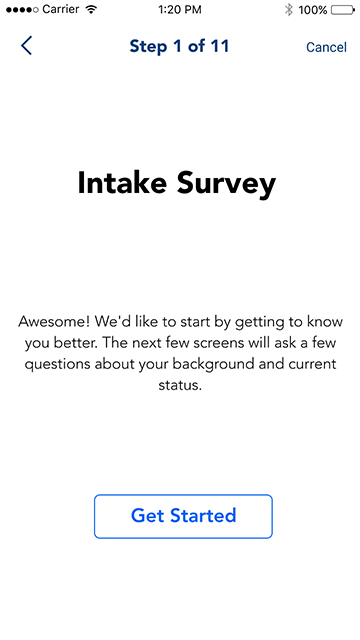 Carrier 1:20 PM 100%
Step 1 of 11 Cancel
Intake Survey
Awesome! We'd like to start by getting to know
you better. The next few screens will ask a few
questions about your background and current
status.
Get Started